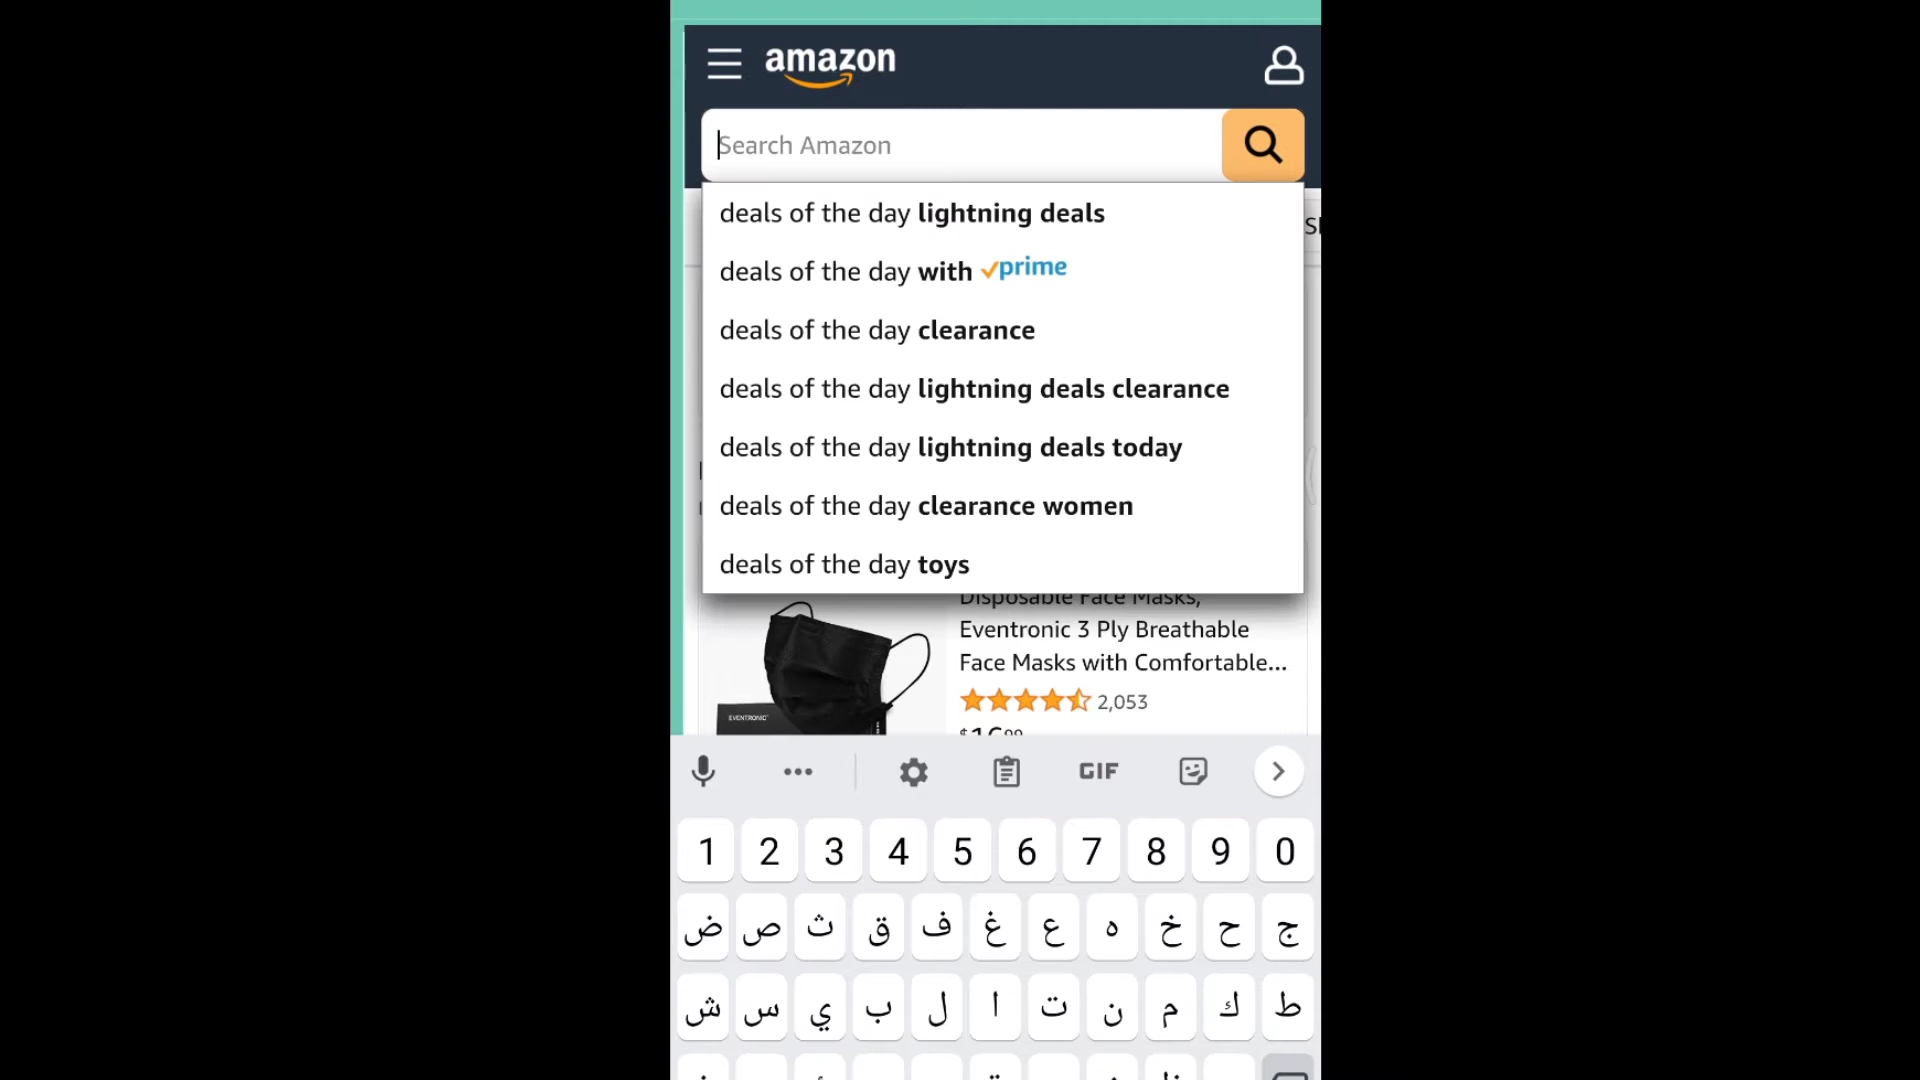 amazon
Search Amazon
deals of the day lightning deals
deals of the day with prime
deals of the day clearance
deals of the day lightning deals clearance
deals of the day lightning deals today
deals of the day clearance women
deals of the day toys
Disposable Face Masks,
Eventronic 3 Ply Breathable
Face Masks with Comfortable...
2,053
EVENTRONIC
GIF
1 2 3 4 5 6 7 8 9 0
ض ص ث ق ف غ ع ه خ ح ج
ش س ي ب ل ا ت ن م ك ط